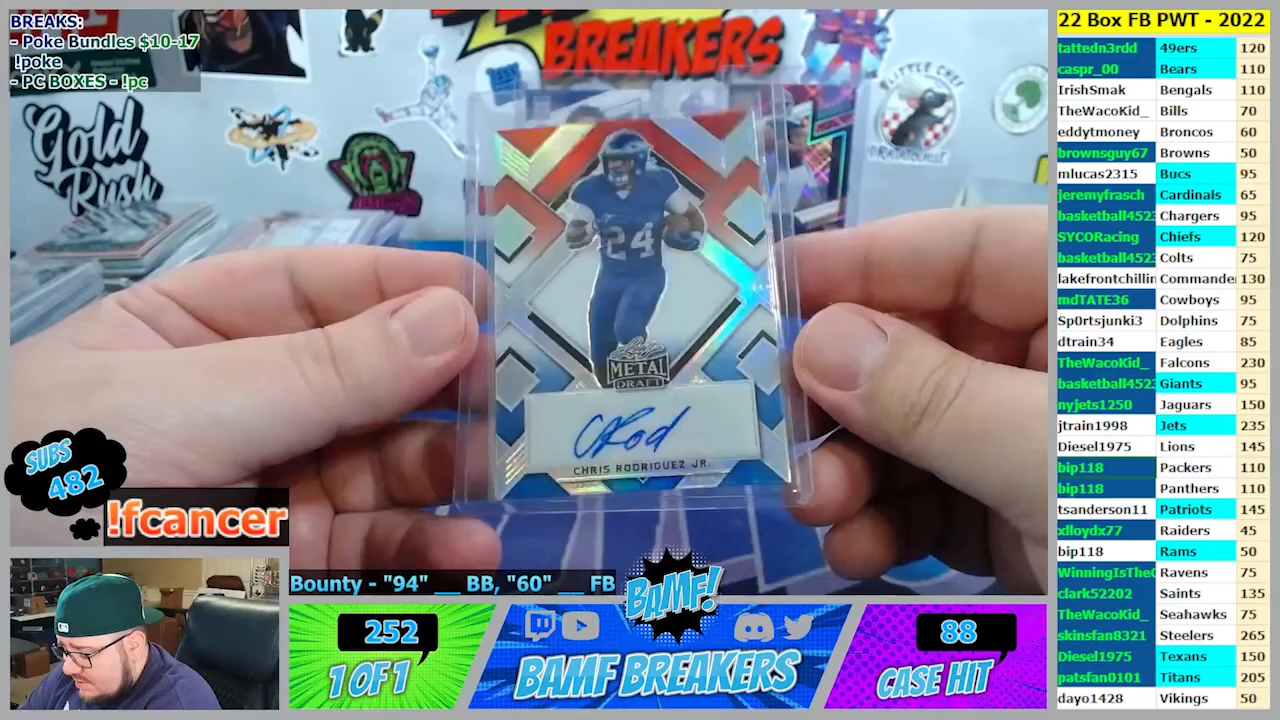 BREAKS:
- Poke Bundles $10-17
!poke
- PC BOXES - !pc
BREAKERS
Gold
Rush
24
Leaf
METAL
DRAFT
CRod
CHRIS RODRIGUEZ JR.
SUBS
482
!fcancer
Bounty - "94" __ BB, "60" __ FB
BAMF!
252
1 OF 1
BAMF BREAKERS
88
CASE HIT
22 Box FB PWT - 2022
tattedn3rdd 49ers 120
caspr_00 Bears 110
IrishSmak Bengals 110
TheWacoKid_ Bills 70
eddytmoney Broncos 60
brownsguy67 Browns 50
mlucas2315 Bucs 95
jeremyfrasch Cardinals 65
basketball4523 Chargers 95
SYCORacing Chiefs 120
basketball4523 Colts 75
lakefrontchillin Commande 130
mdTATE36 Cowboys 95
Sp0rtsjunki3 Dolphins 75
dtrain34 Eagles 85
TheWacoKid_ Falcons 230
basketball4523 Giants 95
nyjets1250 Jaguars 150
jtrain1998 Jets 235
Diesel1975 Lions 145
bip118 Packers 110
bip118 Panthers 110
tsanderson11 Patriots 145
xlloydx77 Raiders 45
bip118 Rams 50
WinningIsTheO Ravens 75
clark52202 Saints 135
TheWacoKid_ Seahawks 75
skinsfan8321 Steelers 265
Diesel1975 Texans 150
patsfan0101 Titans 205
dayo1428 Vikings 50